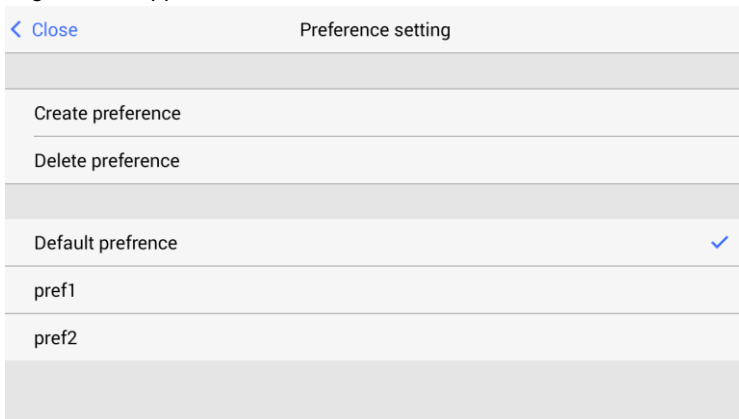 Close
Preference setting
Create preference
Delete preference
Default prefrence
pref1
pref2